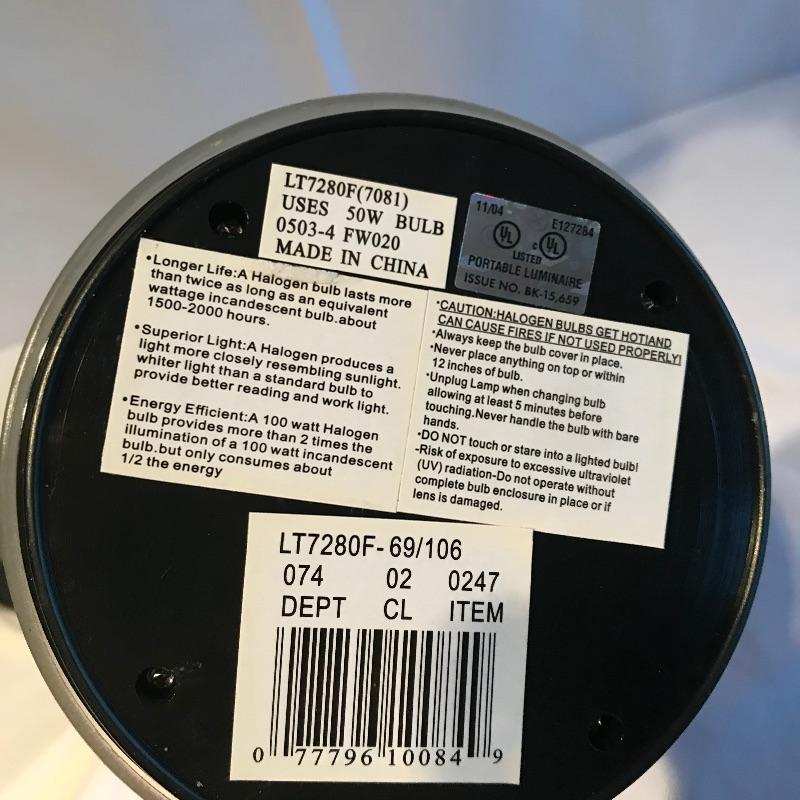 LT7280F(7081)
USES 50W BULB
0503-4 FW020
MADE IN CHINA
11/04 E127284
UL c UL
LISTED
PORTABLE LUMINAIRE
ISSUE NO. BK-15,659
•Longer Life:A Halogen bulb lasts more
than twice as long as an equivalent
wattage incandescent bulb.about
1500-2000 hours.
•Superior Light:A Halogen produces a
light more closely resembling sunlight.
whiter light than a standard bulb to
provide better reading and work light.
•Energy Efficient:A 100 watt Halogen
bulb provides more than 2 times the
illumination of a 100 watt incandescent
bulb.but only consumes about
1/2 the energy
•CAUTION:HALOGEN BULBS GET HOT!AND
CAN CAUSE FIRES IF NOT USED PROPERLY!
•Always keep the bulb cover in place.
•Never place anything on top or within
12 inches of bulb.
•Unplug Lamp when changing bulb
allowing at least 5 minutes before
touching.Never handle the bulb with bare
hands.
•DO NOT touch or stare into a lighted bulb!
-Risk of exposure to excessive ultraviolet
(UV) radiation-Do not operate without
complete bulb enclosure in place or if
lens is damaged.
LT7280F-69/106
074 02 0247
DEPT CL ITEM
0 77796 10084 9